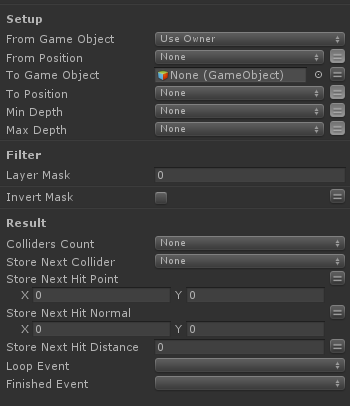 Setup
From Game Object Use Owner
From Position None
To Game Object None (GameObject)
To Position None
Min Depth None
Max Depth None
Filter
Layer Mask 0
Invert Mask
Result
Colliders Count None
Store Next Collider None
Store Next Hit Point
X 0 Y 0
Store Next Hit Normal
X 0 Y 0
Store Next Hit Distance 0
Loop Event
Finished Event